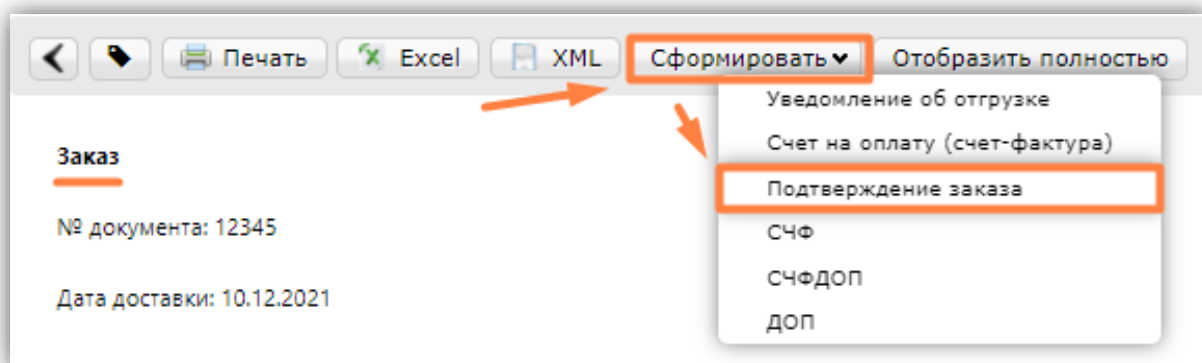 Печать Excel XML Сформировать Отобразить полностью
Уведомление об отгрузке
Счет на оплату (счет-фактура)
Заказ
Подтверждение заказа
№ документа: 12345
СЧФ
СЧФДОП
Дата доставки: 10.12.2021
ДОП